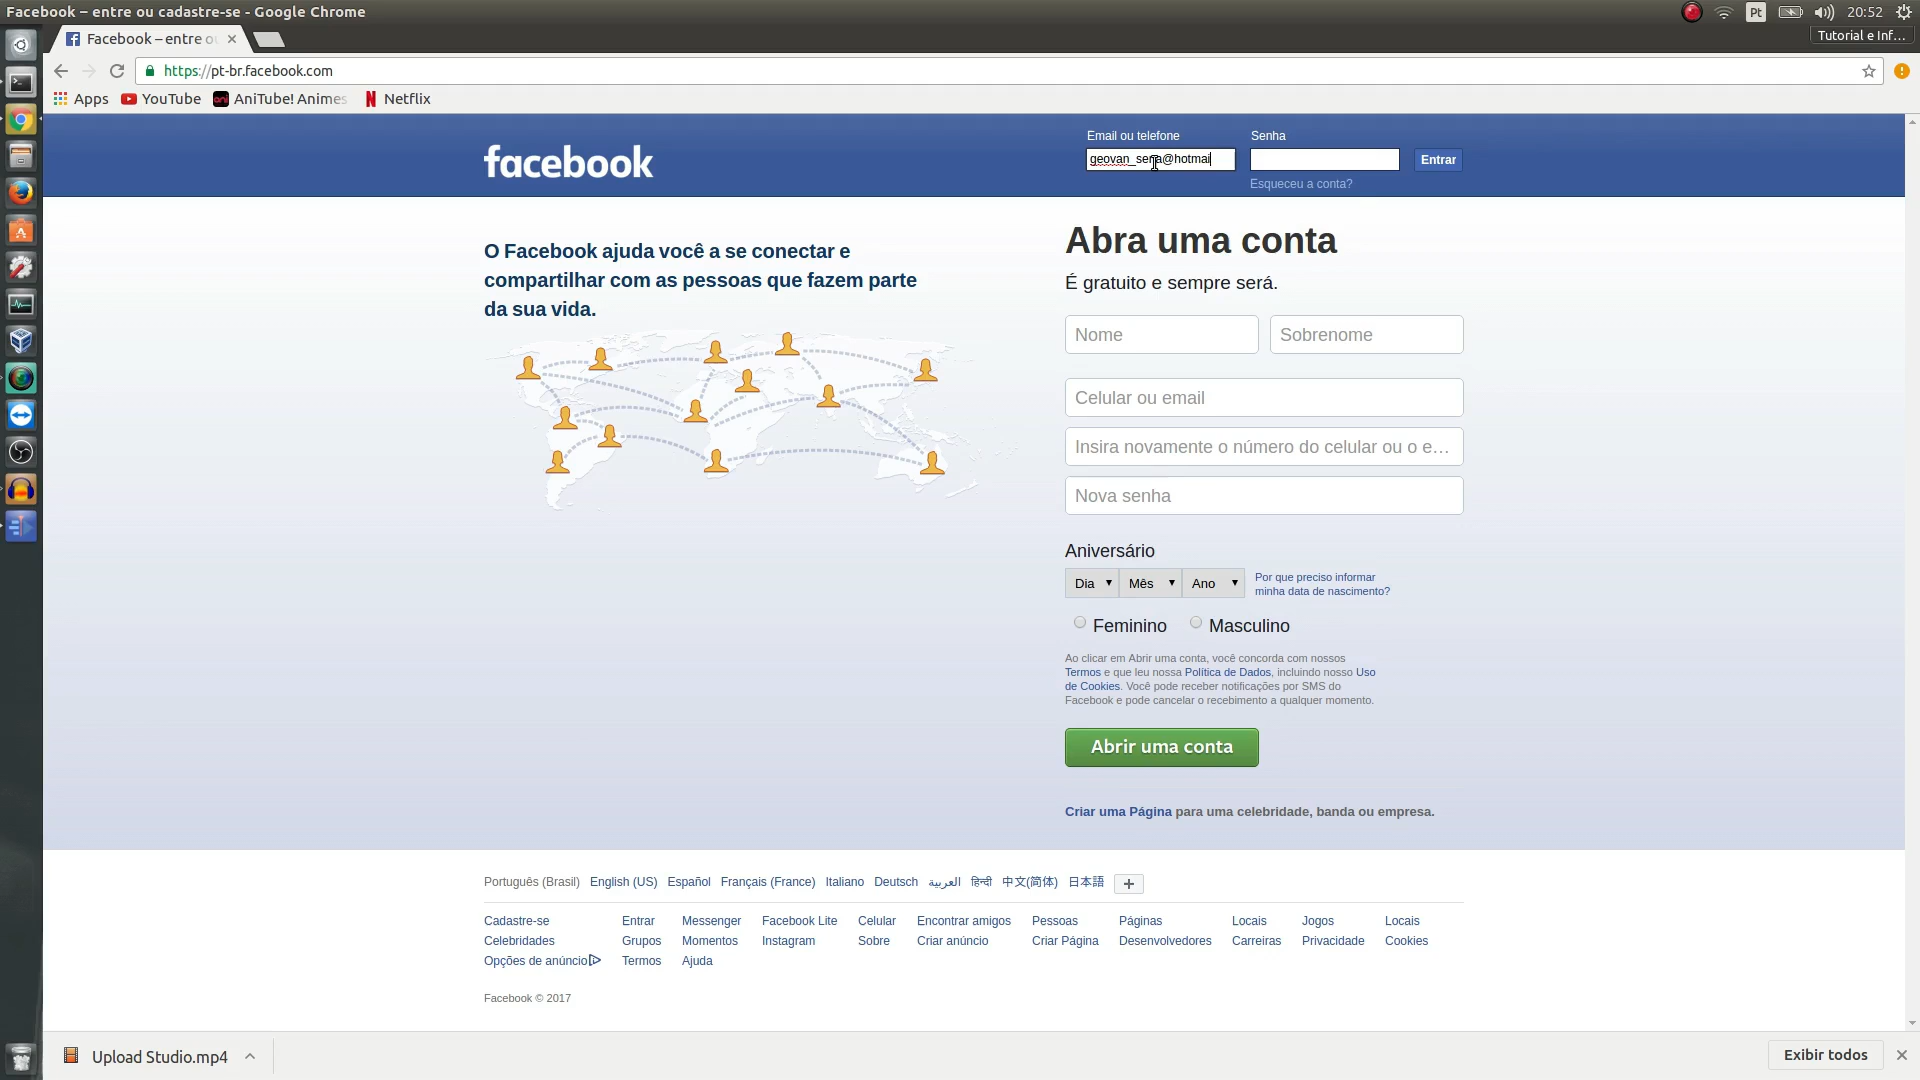 Facebook – entre ou cadastre-se - Google Chrome
Pt
20:52
Facebook – entre o
Tutorial e Inf...
https://pt-br.facebook.com
Apps
YouTube
AniTube! Animes
Netflix
facebook
Email ou telefone
Senha
@hotmai
Entrar
Esqueceu a conta?
O Facebook ajuda você a se conectar e
compartilhar com as pessoas que fazem parte
da sua vida.
Abra uma conta
É gratuito e sempre será.
Nome
Sobrenome
Celular ou email
Insira novamente o número do celular ou o e...
Nova senha
Aniversário
Dia
Mês
Ano
Por que preciso informar
minha data de nascimento?
Feminino
Masculino
Ao clicar em Abrir uma conta, você concorda com nossos
Termos e que leu nossa Política de Dados, incluindo nosso Uso
de Cookies. Você pode receber notificações por SMS do
Facebook e pode cancelar o recebimento a qualquer momento.
Abrir uma conta
Criar uma Página para uma celebridade, banda ou empresa.
Português (Brasil) English (US) Español Français (France) Italiano Deutsch العربية हिन्दी 中文(简体) 日本語 +
Cadastre-se Entrar Messenger Facebook Lite Celular Encontrar amigos Pessoas Páginas Locais Jogos Locais
Celebridades Grupos Momentos Instagram Sobre Criar anúncio Criar Página Desenvolvedores Carreiras Privacidade Cookies
Opções de anúncio Termos Ajuda
Facebook © 2017
Upload Studio.mp4
Exibir todos